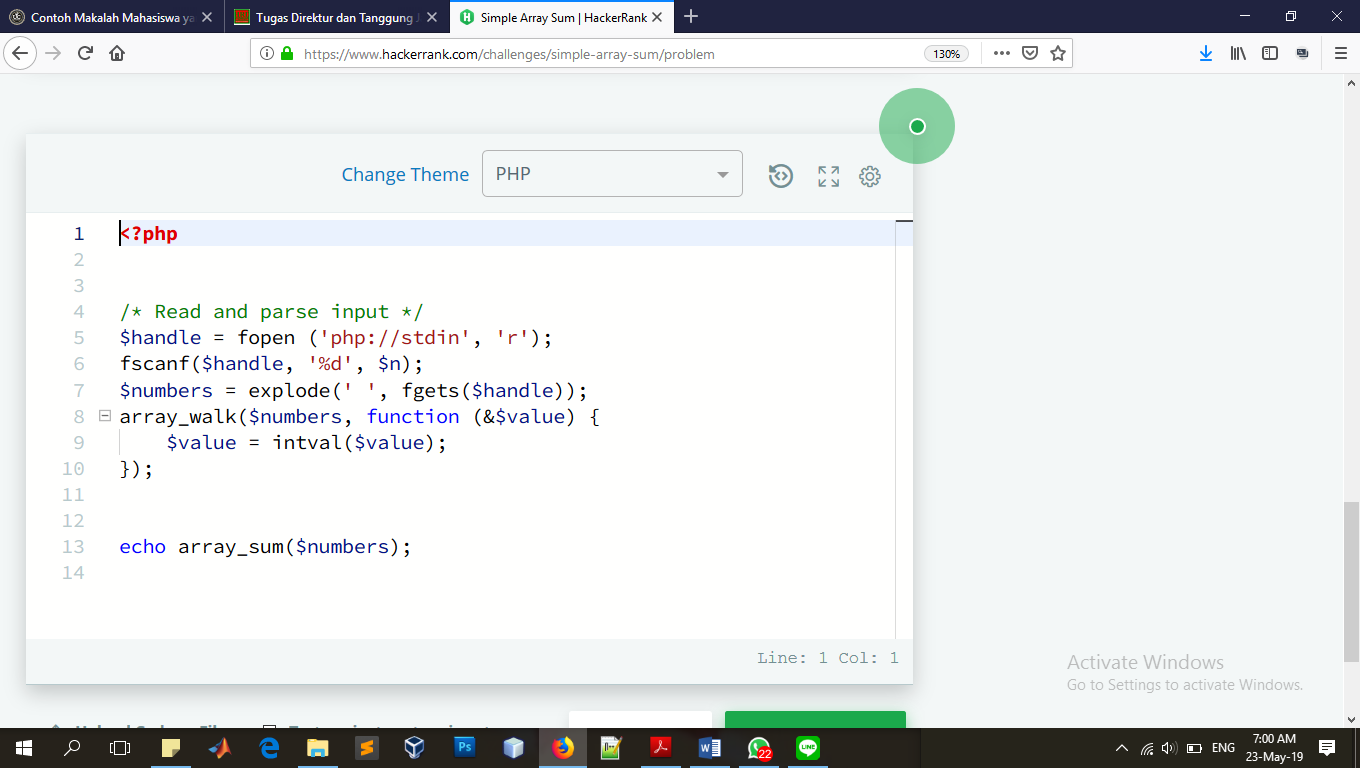 Contoh Makalah Mahasiswa ya
Tugas Direktur dan Tanggung J
Simple Array Sum | HackerRank
https://www.hackerrank.com/challenges/simple-array-sum/problem
130%
Change Theme
PHP
1 <?php
2
3
4 /* Read and parse input */
5 $handle = fopen ('php://stdin', 'r');
6 fscanf($handle, '%d', $n);
7 $numbers = explode(' ', fgets($handle));
8 array_walk($numbers, function (&$value) {
9 $value = intval($value);
10 });
11
12
13 echo array_sum($numbers);
14
Line: 1 Col: 1
Activate Windows
Go to Settings to activate Windows.
Ps
22
LINE
ENG
7:00 AM
23-May-19